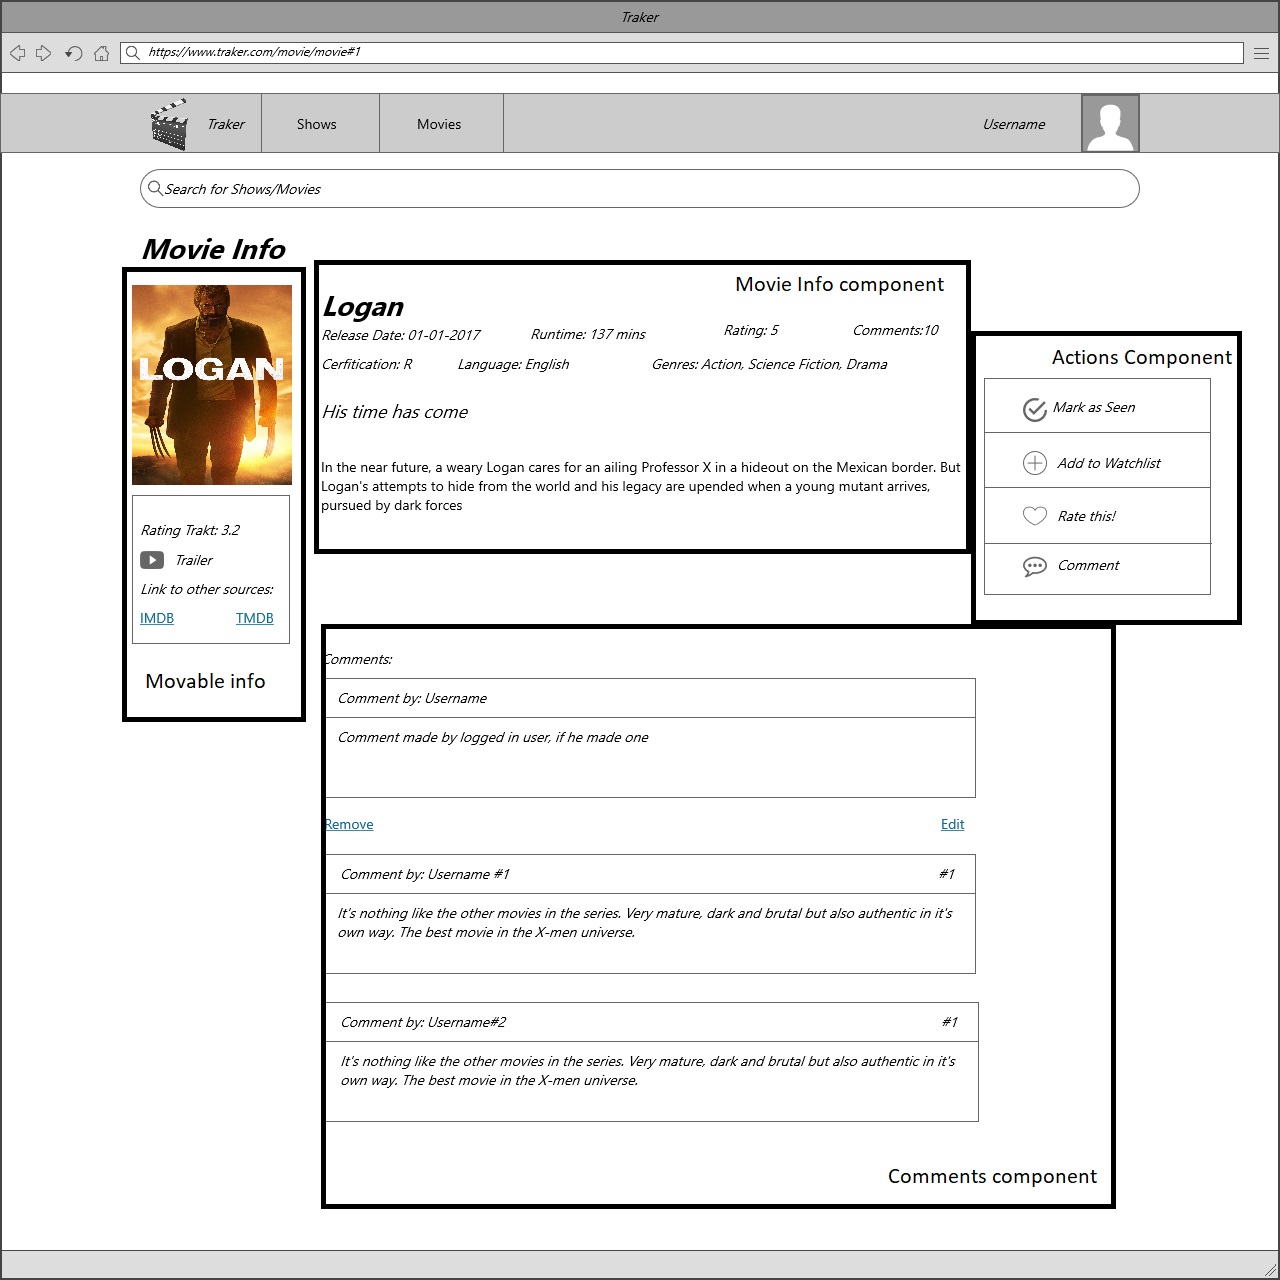 Traker
https://www.traker.com/movie/movie#1
Traker
Shows
Movies
Username
Search for Shows/Movies
Movie Info
LOGAN
Rating Trakt: 3.2
Trailer
Link to other sources:
IMDB
TMDB
Movable info
Movie Info component
Logan
Release Date: 01-01-2017
Runtime: 137 mins
Rating: 5
Comments:10
Cerfitication: R
Language: English
Genres: Action, Science Fiction, Drama
His time has come
In the near future, a weary Logan cares for an ailing Professor X in a hideout on the Mexican border. But
Logan's attempts to hide from the world and his legacy are upended when a young mutant arrives,
pursued by dark forces
Actions Component
Mark as Seen
Add to Watchlist
Rate this!
Comment
Comments:
Comment by: Username
Comment made by logged in user, if he made one
Remove
Edit
Comment by: Username #1
#1
It's nothing like the other movies in the series. Very mature, dark and brutal but also authentic in it's
own way. The best movie in the X-men universe.
Comment by: Username#2
#1
It's nothing like the other movies in the series. Very mature, dark and brutal but also authentic in it's
own way. The best movie in the X-men universe.
Comments component